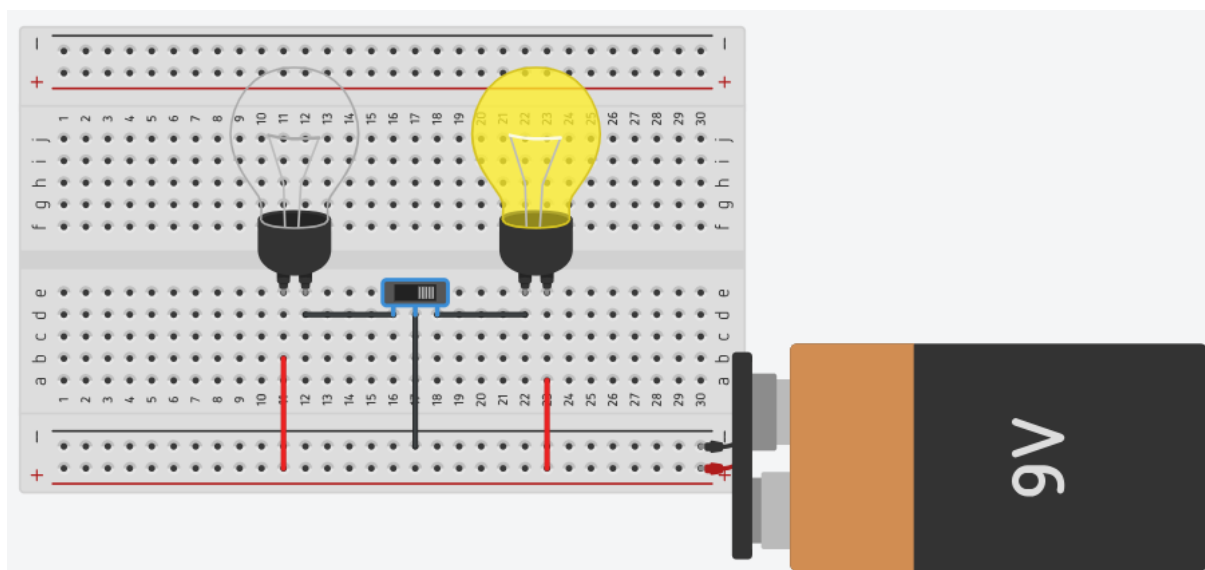 − −
+ +
1 2 3 4 5 6 7 8 9 10 11 12 13 14 15 16 17 18 19 20 21 22 23 24 25 26 27 28 29 30
j j
i i
h h
g g
f f
e e
d d
c c
b b
a a
1 2 3 4 5 6 7 8 9 10 11 12 13 14 15 16 17 18 19 20 21 22 23 24 25 26 27 28 29 30
− −
+ +
9V